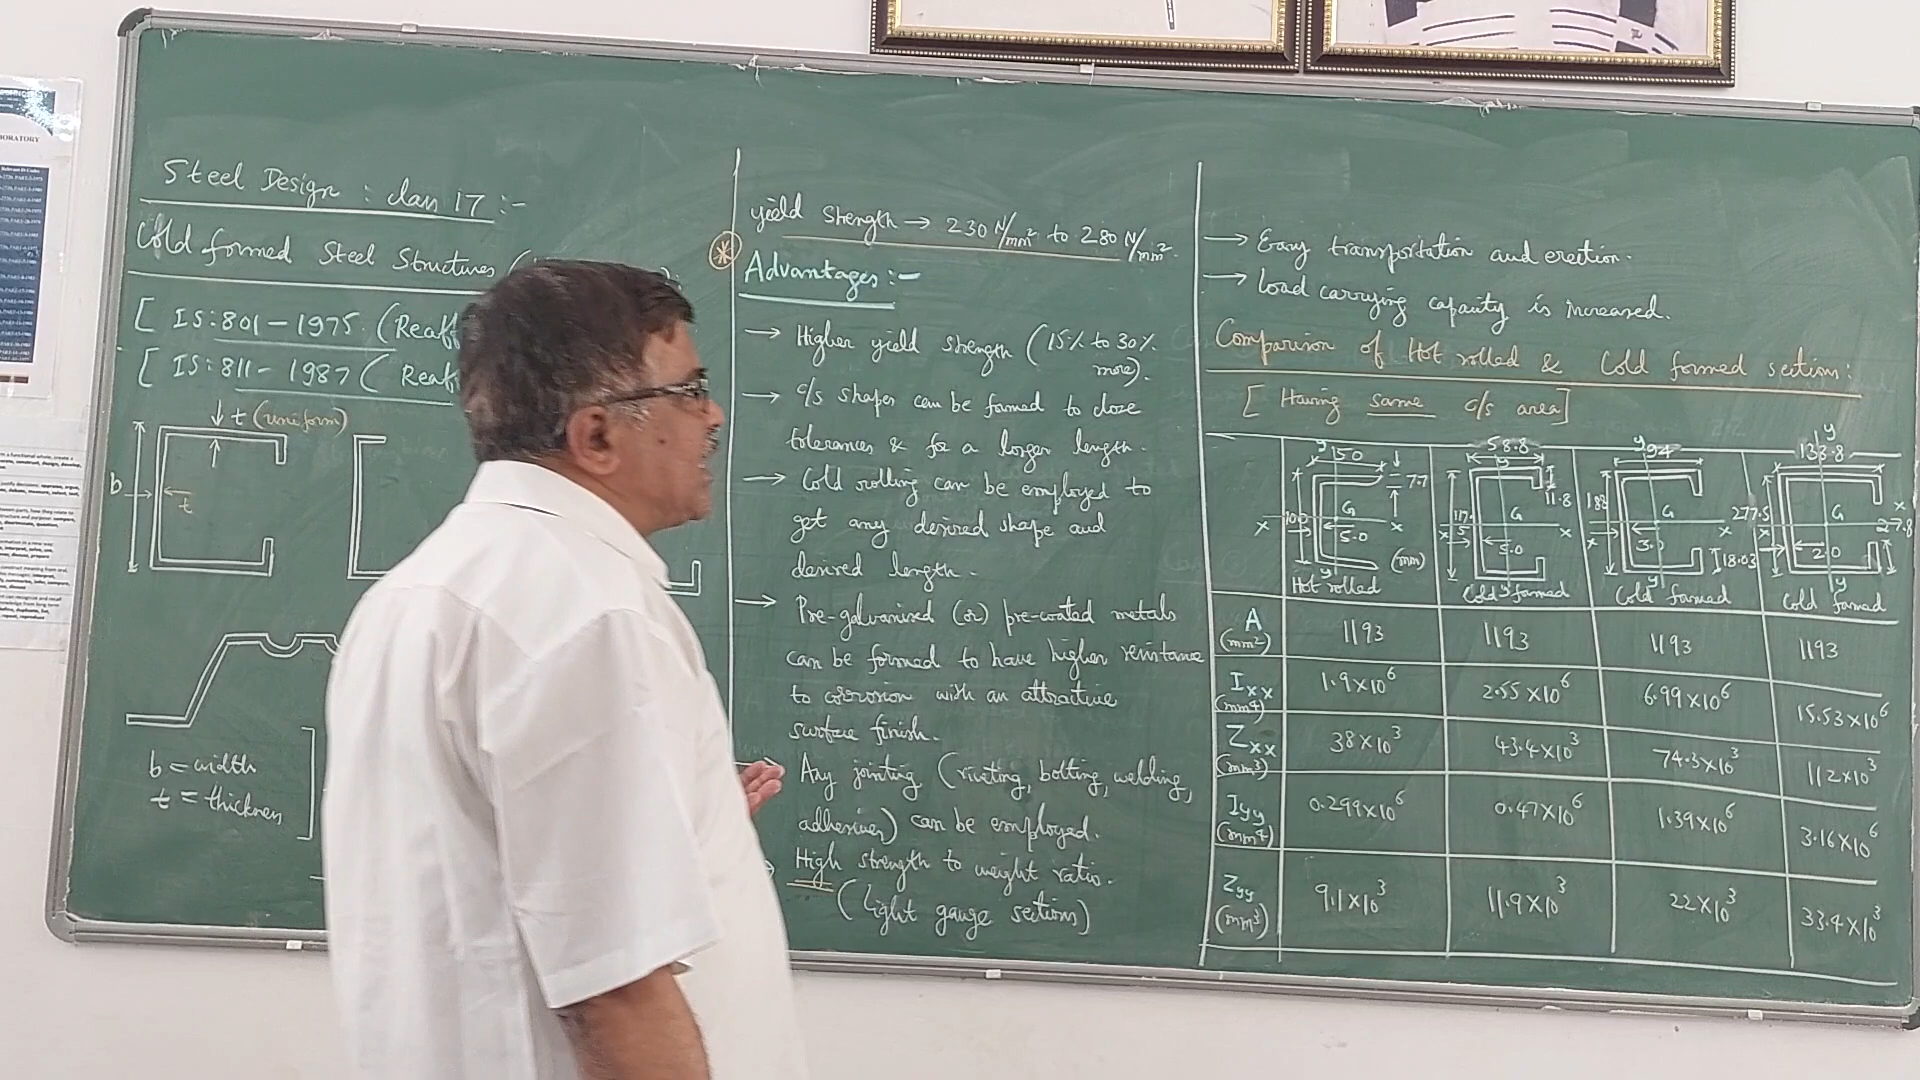 Steel Design : class 17 :-
Cold formed Steel Structures (
[ IS:801-1975. (Reaff
[ IS:811-1987 ( Reaf
t (uniform)
b
t
b = width
t = thickness
yield strength → 230 N/mm² to 280 N/mm².
Advantages :-
→ Higher yield strength (15% to 30%
more).
→ c/s shapes can be formed to close
tolerances & for a longer length.
→ Cold rolling can be employed to
get any desired shape and
desired length.
→ Pre-galvanised (or) pre-coated metals
can be formed to have higher resistance
to corrosion with an attractive
surface finish.
→ Any jointing (riveting, bolting, welding,
adhesives) can be employed.
High strength to weight ratio.
(Light gauge sections)
→ Easy transportation and erection.
→ Load carrying capacity is increased.
Comparison of Hot rolled & Cold formed sections:
[ Having same c/s area]
y 50 7.7 100 G 5.0 x x y (mm) Hot rolled
58.8 y 11.8 G 5.0 x x y Cold formed
y 94 G x x 18.03 y Cold formed
y 133.8 277.5 G 2.0 27.8 x x y Cold formed
A (mm²) 1193 1193 1193 1193
Ixx (mm4) 1.9×10⁶ 2.55×10⁶ 6.99×10⁶ 15.53×10⁶
Zxx (mm³) 38×10³ 43.4×10³ 74.3×10³ 112×10³
Iyy (mm4) 0.299×10⁶ 0.47×10⁶ 1.39×10⁶ 3.16×10⁶
Zyy (mm³) 9.1×10³ 11.9×10³ 22×10³ 33.4×10³